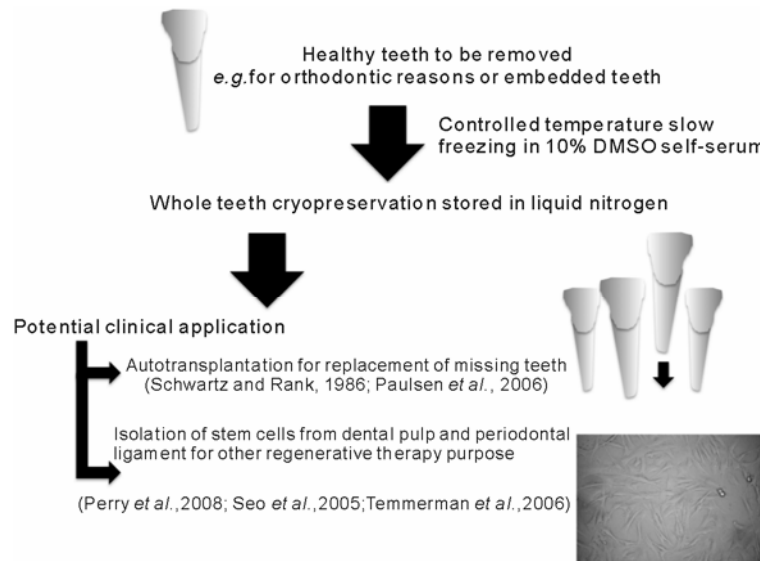 Healthy teeth to be removed
e.g.for orthodontic reasons or embedded teeth
Controlled temperature slow
freezing in 10% DMSO self-serum
Whole teeth cryopreservation stored in liquid nitrogen
Potential clinical application
Autotransplantation for replacement of missing teeth
(Schwartz and Rank, 1986; Paulsen et al., 2006)
Isolation of stem cells from dental pulp and periodontal
ligament for other regenerative therapy purpose
(Perry et al.,2008; Seo et al.,2005;Temmerman et al.,2006)